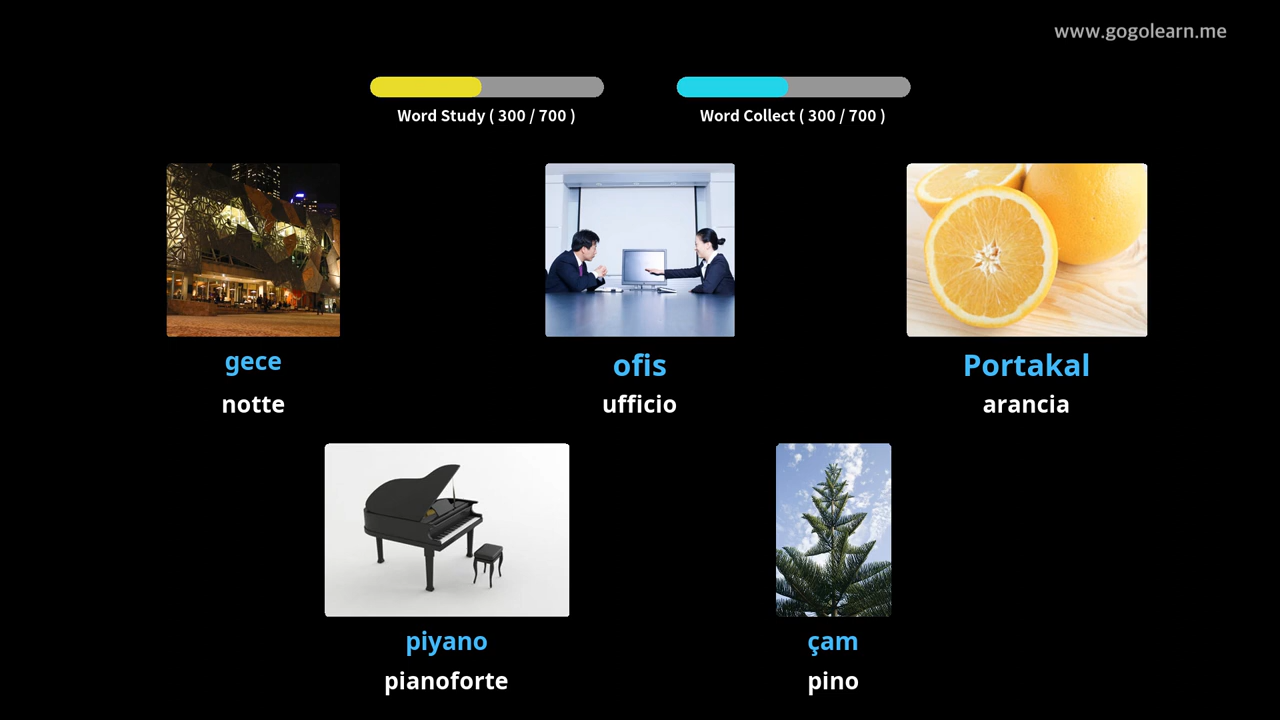 www.gogolearn.me
Word Study ( 300 / 700 )
Word Collect ( 300 / 700 )
gece
notte
ofis
ufficio
Portakal
arancia
piyano
pianoforte
çam
pino